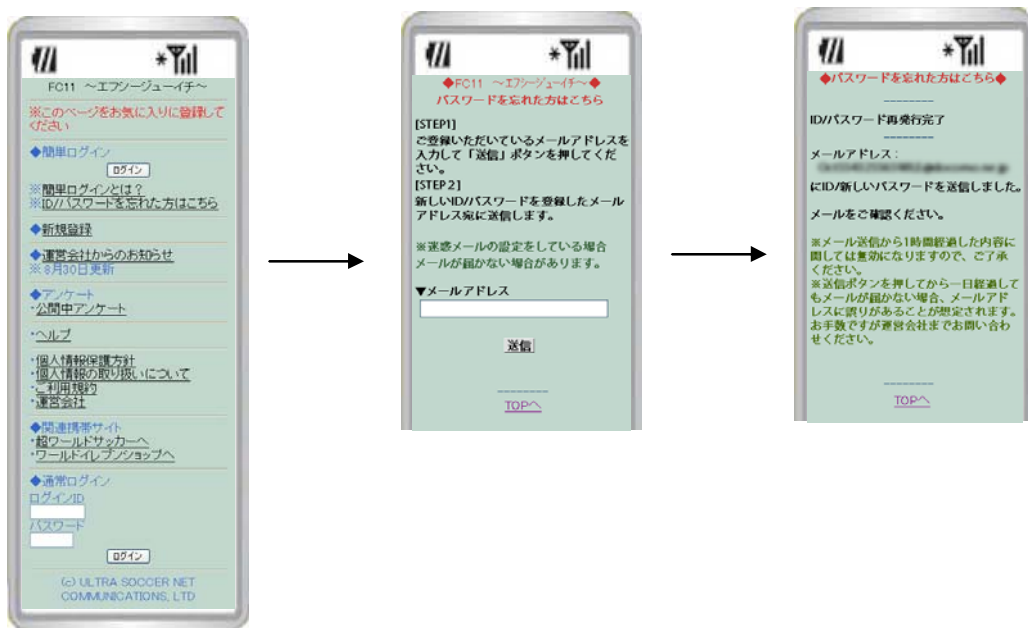 FC11 ～エフシージューイチ～
※このページをお気に入りに登録して
ください
◆簡単ログイン
ログイン
※簡単ログインとは？
※ID/パスワードを忘れた方はこちら
◆新規登録
◆運営会社からのお知らせ
※8月30日更新
◆アンケート
・公開中アンケート
・ヘルプ
・個人情報保護方針
・個人情報の取り扱いについて
・ご利用規約
・運営会社
◆関連携帯サイト
・超ワールドサッカーへ
・ワールドイレブンショップへ
◆通常ログイン
ログインID
パスワード
ログイン
(c) ULTRA SOCCER NET
COMMUNICATIONS, LTD
◆FC11 ～エフシージューイチ～◆
パスワードを忘れた方はこちら
[STEP1]
ご登録いただいているメールアドレスを
入力して「送信」ボタンを押してくだ
さい。
[STEP2]
新しいID/パスワードを登録したメール
アドレス宛に送信します。
※迷惑メールの設定をしている場合
メールが届かない場合があります。
▼メールアドレス
送信
--------
TOPへ
◆パスワードを忘れた方はこちら◆
--------
ID/パスワード再発行完了
--------
メールアドレス：
にID/新しいパスワードを送信しました。
メールをご確認ください。
※メール送信から1時間経過した内容に
関しては無効になりますので、ご了承
ください。
※送信ボタンを押してから一日経過して
もメールが届かない場合、メールアド
レスに誤りがあることが想定されます。
お手数ですが運営会社までお問い合わ
せください。
--------
TOPへ